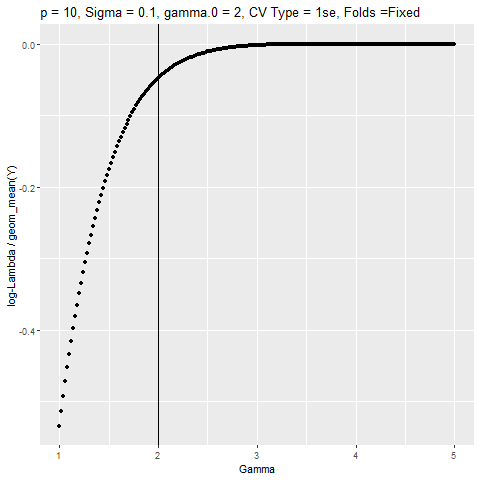 p = 10, Sigma = 0.1, gamma.0 = 2, CV Type = 1se, Folds =Fixed
log-Lambda / geom_mean(Y)
0.0
-0.2
-0.4
1 2 3 4 5
Gamma